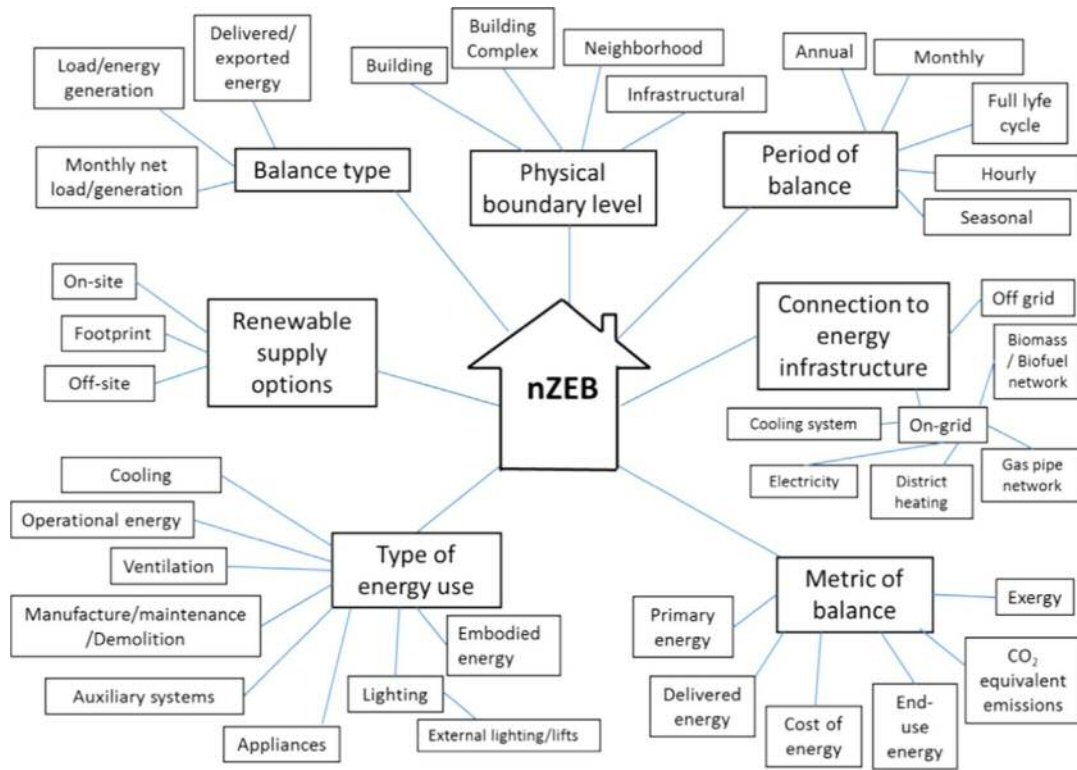 Delivered/
exported
energy
Load/energy
generation
Monthly net
load/generation
Balance type
Building
Building
Complex
Neighborhood
Infrastructural
Physical
boundary level
Annual
Monthly
Full lyfe
cycle
Hourly
Seasonal
Period of
balance
On-site
Footprint
Off-site
Renewable
supply
options
nZEB
Connection to
energy
infrastructure
Off grid
Biomass
/ Biofuel
network
Cooling system
On-grid
Electricity
District
heating
Gas pipe
network
Cooling
Operational energy
Ventilation
Manufacture/maintenance
/Demolition
Auxiliary systems
Appliances
Type of
energy use
Embodied
energy
Lighting
External lighting/lifts
Metric of
balance
Primary
energy
Delivered
energy
Cost of
energy
End-
use
energy
CO₂
equivalent
emissions
Exergy